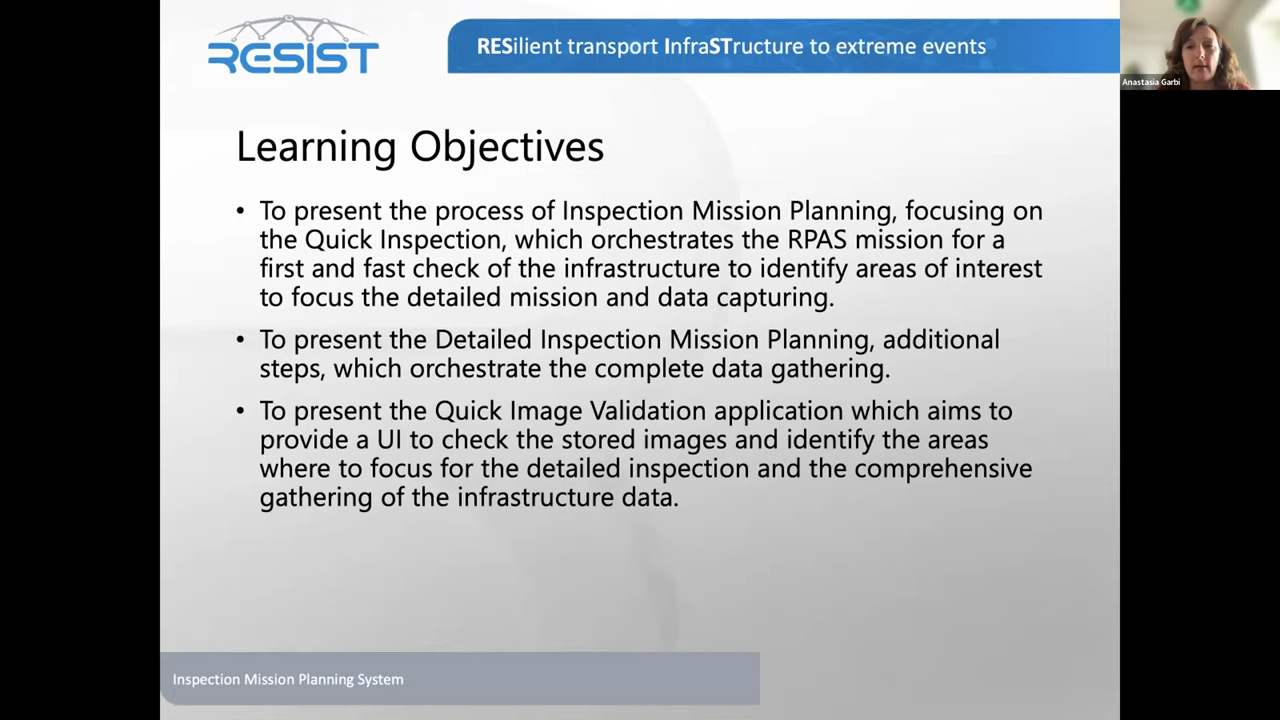 RESIST
RESilient transport InfraSTructure to extreme events
Anastasia Garbi
Learning Objectives
• To present the process of Inspection Mission Planning, focusing on
the Quick Inspection, which orchestrates the RPAS mission for a
first and fast check of the infrastructure to identify areas of interest
to focus the detailed mission and data capturing.
• To present the Detailed Inspection Mission Planning, additional
steps, which orchestrate the complete data gathering.
• To present the Quick Image Validation application which aims to
provide a UI to check the stored images and identify the areas
where to focus for the detailed inspection and the comprehensive
gathering of the infrastructure data.
Inspection Mission Planning System